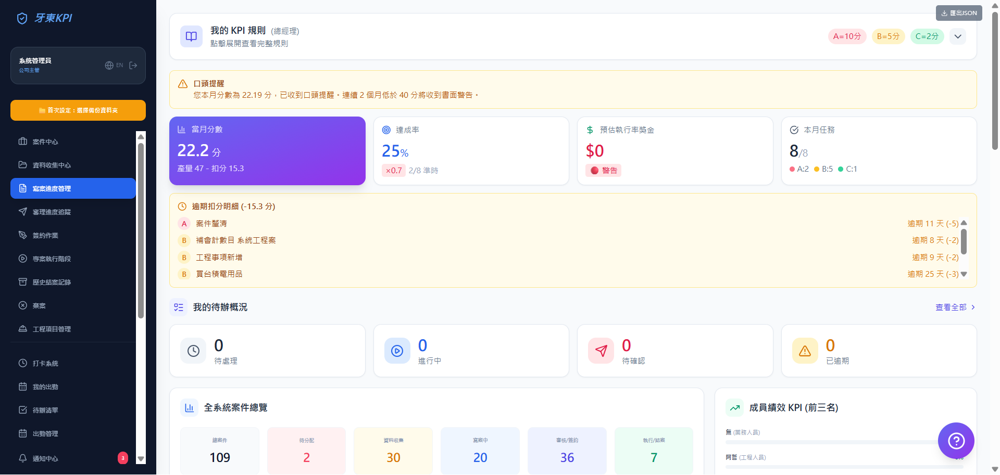 牙東KPI
系統管理員
公司主管
EN
首次設定：選擇備份資料夾
案件中心
資料收集中心
寫案進度管理
審理進度追蹤
簽約作業
專案執行階段
歷史結案記錄
棄案
工程項目管理
打卡系統
我的出勤
待辦清單
出勤管理
通知中心
3
匯出JSON
我的 KPI 規則 (總經理)
點擊展開查看完整規則
A=10分
B=5分
C=2分
口頭提醒
您本月分數為 22.19 分，已收到口頭提醒。連續 2 個月低於 40 分將收到書面警告。
當月分數
22.2 分
產量 47 - 扣分 15.3
達成率
25%
×0.7 2/8 準時
預估執行率獎金
$0
警告
本月任務
8/8
A:2 B:5 C:1
逾期扣分明細 (-15.3 分)
A 案件釐清 逾期 11 天 (-5)
B 補會計數目 系統工程案 逾期 8 天 (-2)
B 工程事項新增 逾期 9 天 (-2)
B 買台積電用品 逾期 25 天 (-3)
我的待辦概況
查看全部
0
待處理
0
進行中
0
待確認
0
已逾期
全系統案件總覽
總案件
109
待分配
2
資料收集
30
寫案中
20
審核/簽約
36
執行/結案
7
成員績效 KPI (前三名)
無 (業務人員)
阿哲 (工程人員)